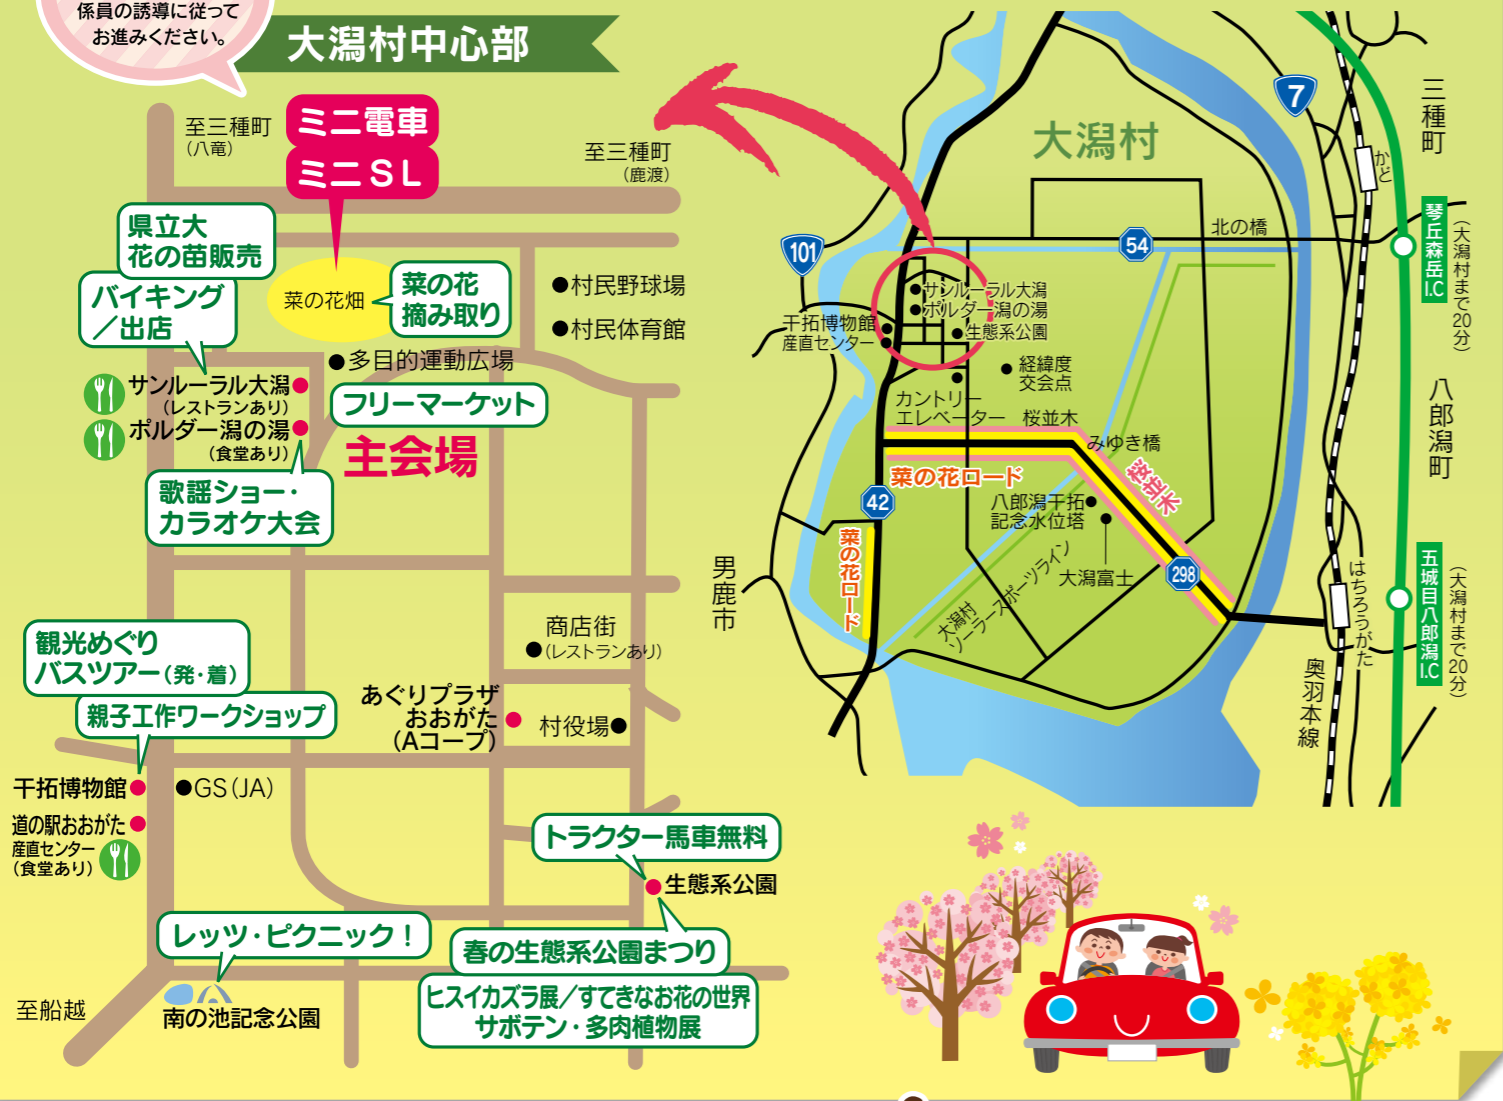 係員の誘導に従って
お進みください。
大潟村中心部
至三種町
（八竜）
ミニ電車
ミニＳＬ
至三種町
（鹿渡）
県立大
花の苗販売
バイキング
／出店
菜の花畑
菜の花
摘み取り
●村民野球場
●村民体育館
●多目的運動広場
サンルーラル大潟
（レストランあり）
ポルダー潟の湯
（食堂あり）
フリーマーケット
主会場
歌謡ショー・
カラオケ大会
観光めぐり
バスツアー（発・着）
親子工作ワークショップ
商店街
●（レストランあり）
あぐりプラザ
おおがた
（Aコープ）
村役場●
干拓博物館
●GS（JA）
道の駅おおがた
産直センター
（食堂あり）
トラクター馬車無料
生態系公園
レッツ・ピクニック！
春の生態系公園まつり
ヒスイカズラ展／すてきなお花の世界
サボテン・多肉植物展
至船越
南の池記念公園
大潟村
7
三種町
かど
琴丘森岳I.C
（大潟村まで20分）
101
54
北の橋
サンルーラル大潟
ポルダー潟の湯
干拓博物館
産直センター
生態系公園
経緯度
交会点
カントリー
エレベーター
桜並木
みゆき橋
菜の花ロード
桜並木
八郎潟町
42
八郎潟干拓
記念水位塔
大潟富士
298
菜の花ロード
男鹿市
大潟村
ソーラースポーツライン
はちろうがた
五城目八郎潟I.C
（大潟村まで20分）
奥羽本線